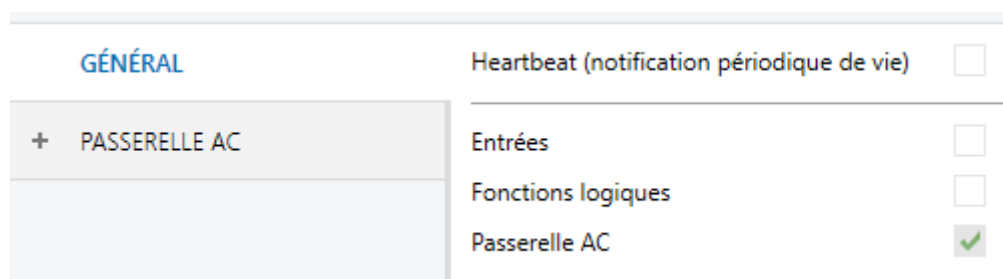 GÉNÉRAL
Heartbeat (notification périodique de vie)
+ PASSERELLE AC
Entrées
Fonctions logiques
Passerelle AC